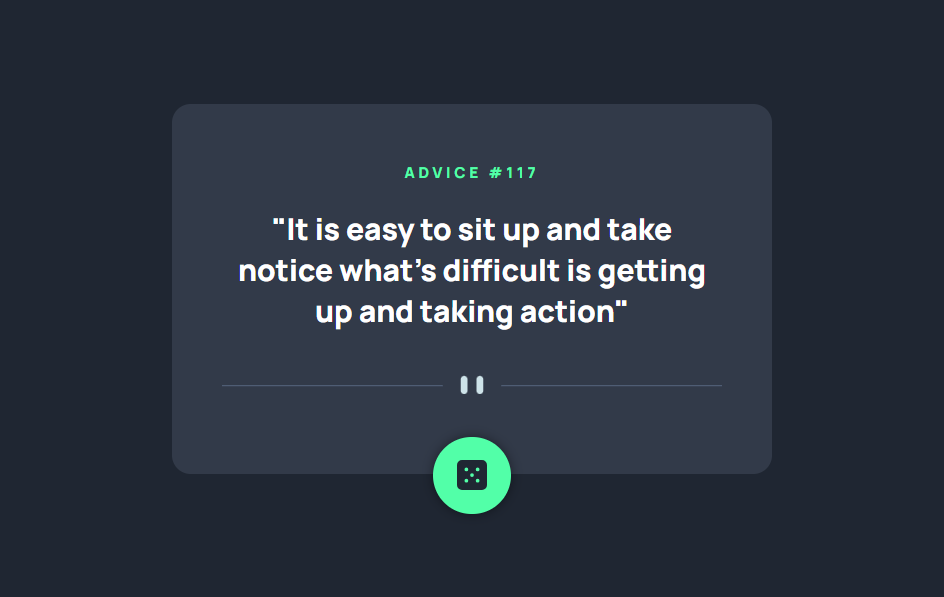 ADVICE #117
"It is easy to sit up and take
notice what's difficult is getting
up and taking action"